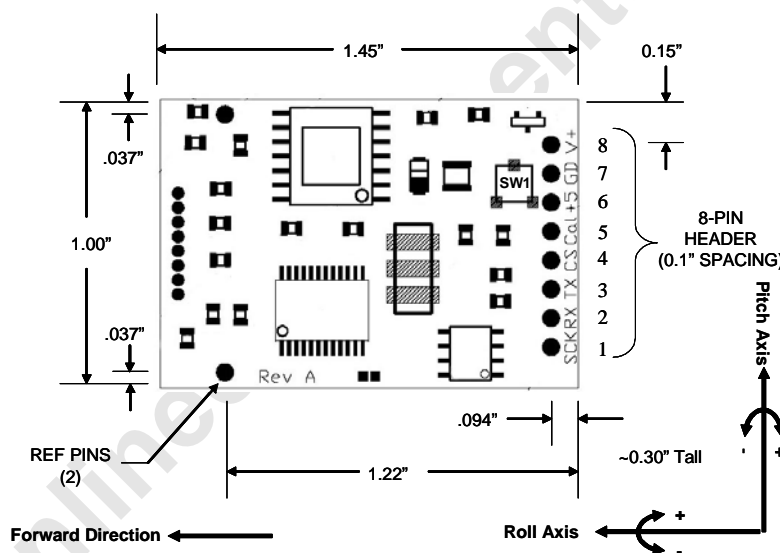 1.45”
0.15”
.037”
V+ 8
GD 7
SW1
+5 6
1.00”
Cal 5
8-PIN
HEADER
(0.1” SPACING)
CS 4
TX 3
.037”
RX 2
SCK 1
Pitch Axis
Rev A
.094”
REF PINS
(2)
1.22”
~0.30” Tall
- +
Forward Direction
Roll Axis
+
-